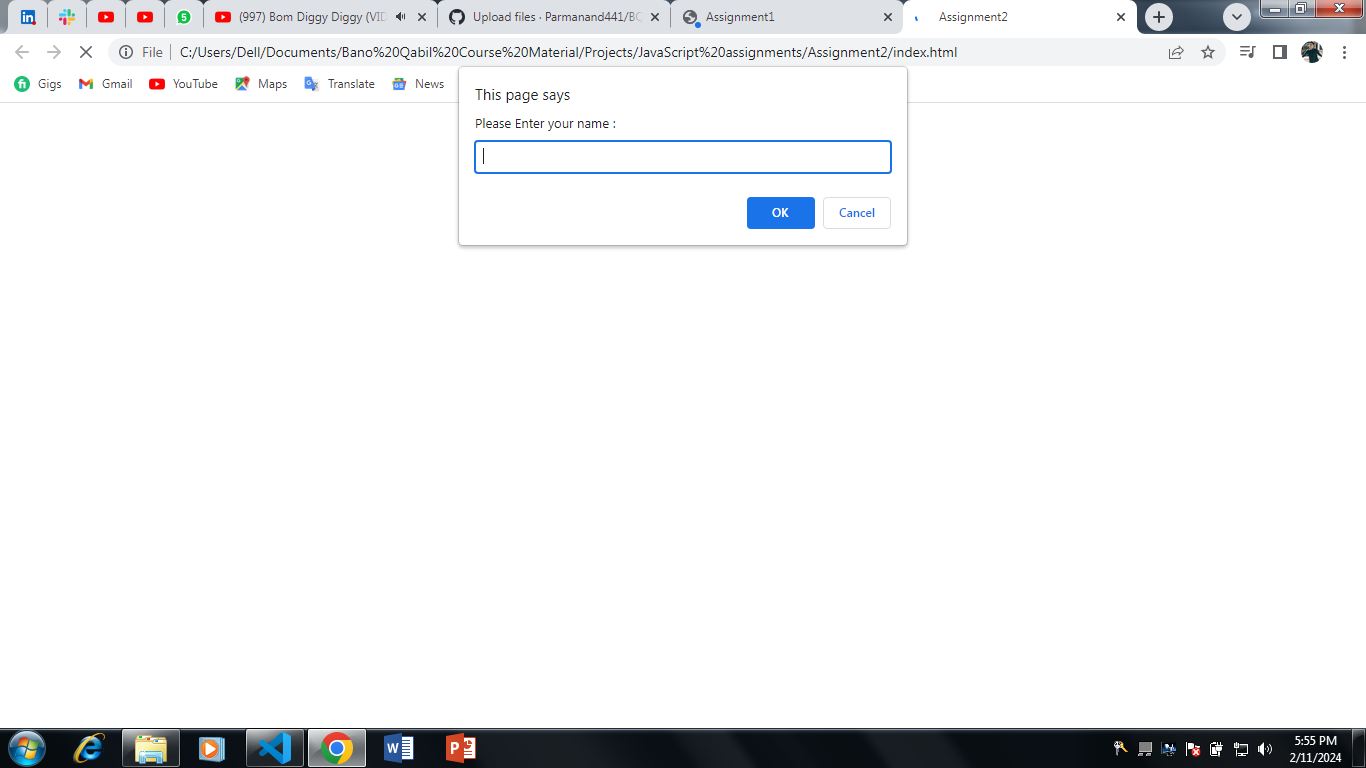 (997) Bom Diggy Diggy (VID
Upload files · Parmanand441/BC
Assignment1
Assignment2
File
C:/Users/Dell/Documents/Bano%20Qabil%20Course%20Material/Projects/JavaScript%20assignments/Assignment2/index.html
Gigs
Gmail
YouTube
Maps
Translate
News
This page says
Please Enter your name :
OK
Cancel
5:55 PM
2/11/2024